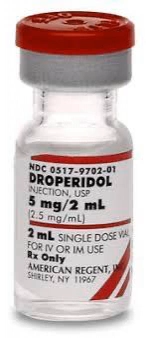 NDC 0517-9702-01
DROPERIDOL
INJECTION, USP
5 mg/2 mL
(2.5 mg/mL)
2 mL SINGLE DOSE VIAL
FOR IV OR IM USE
Rx Only
AMERICAN REGENT,
SHIRLEY, NY 11967